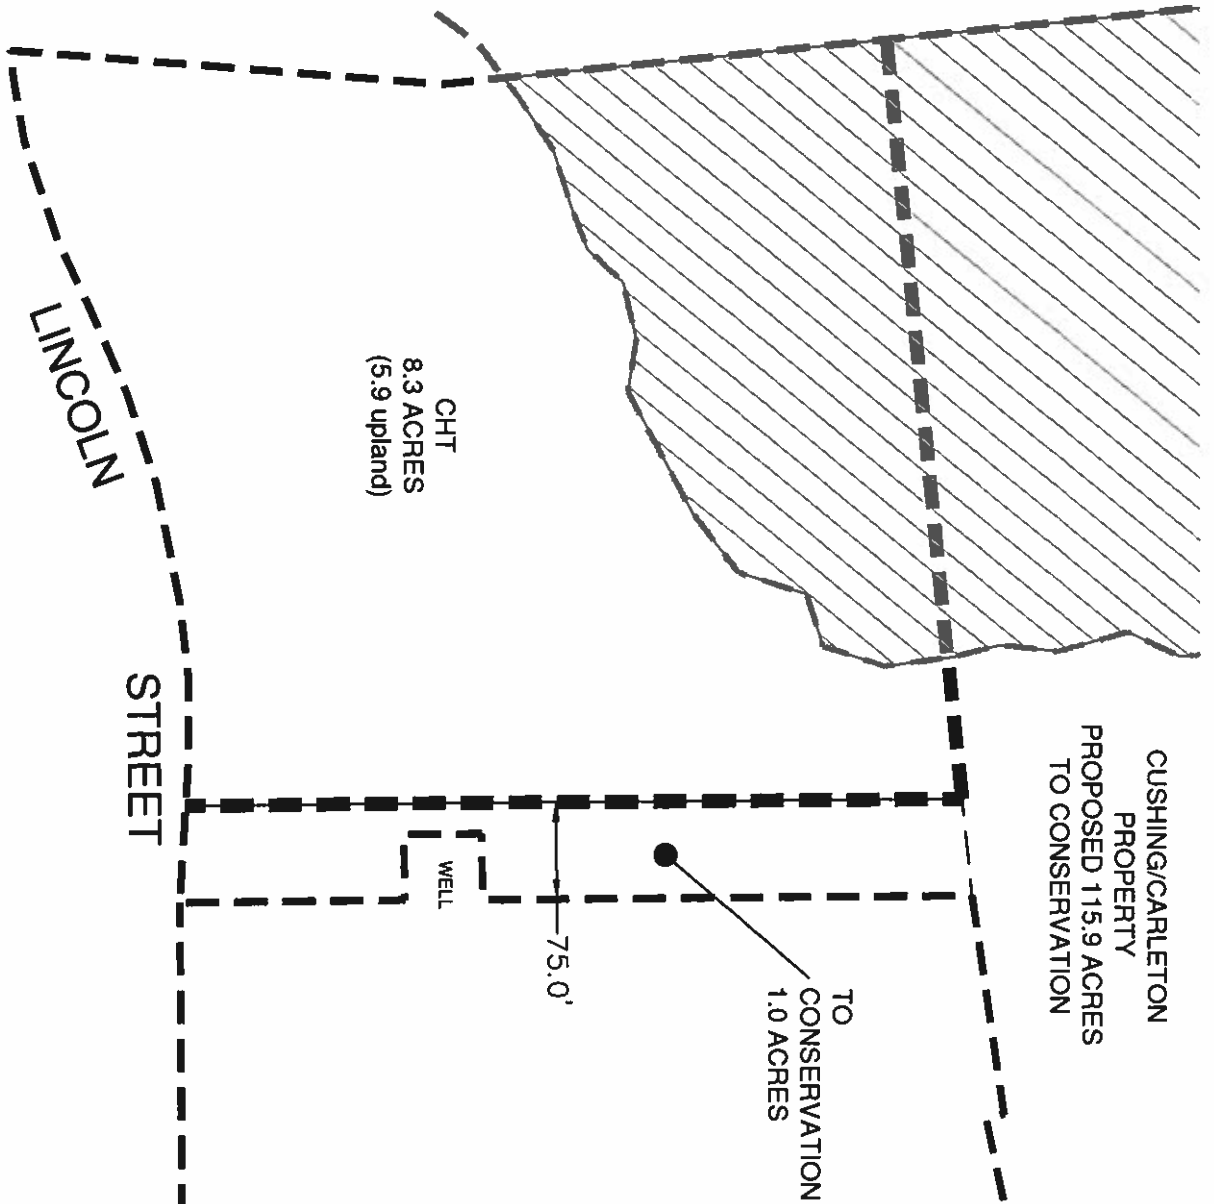 CUSHING/CARLETON
PROPERTY
PROPOSED 115.9 ACRES
TO CONSERVATION
TO
CONSERVATION
1.0 ACRES
75.0'
WELL
CHT
8.3 ACRES
(5.9 upland)
LINCOLN
STREET